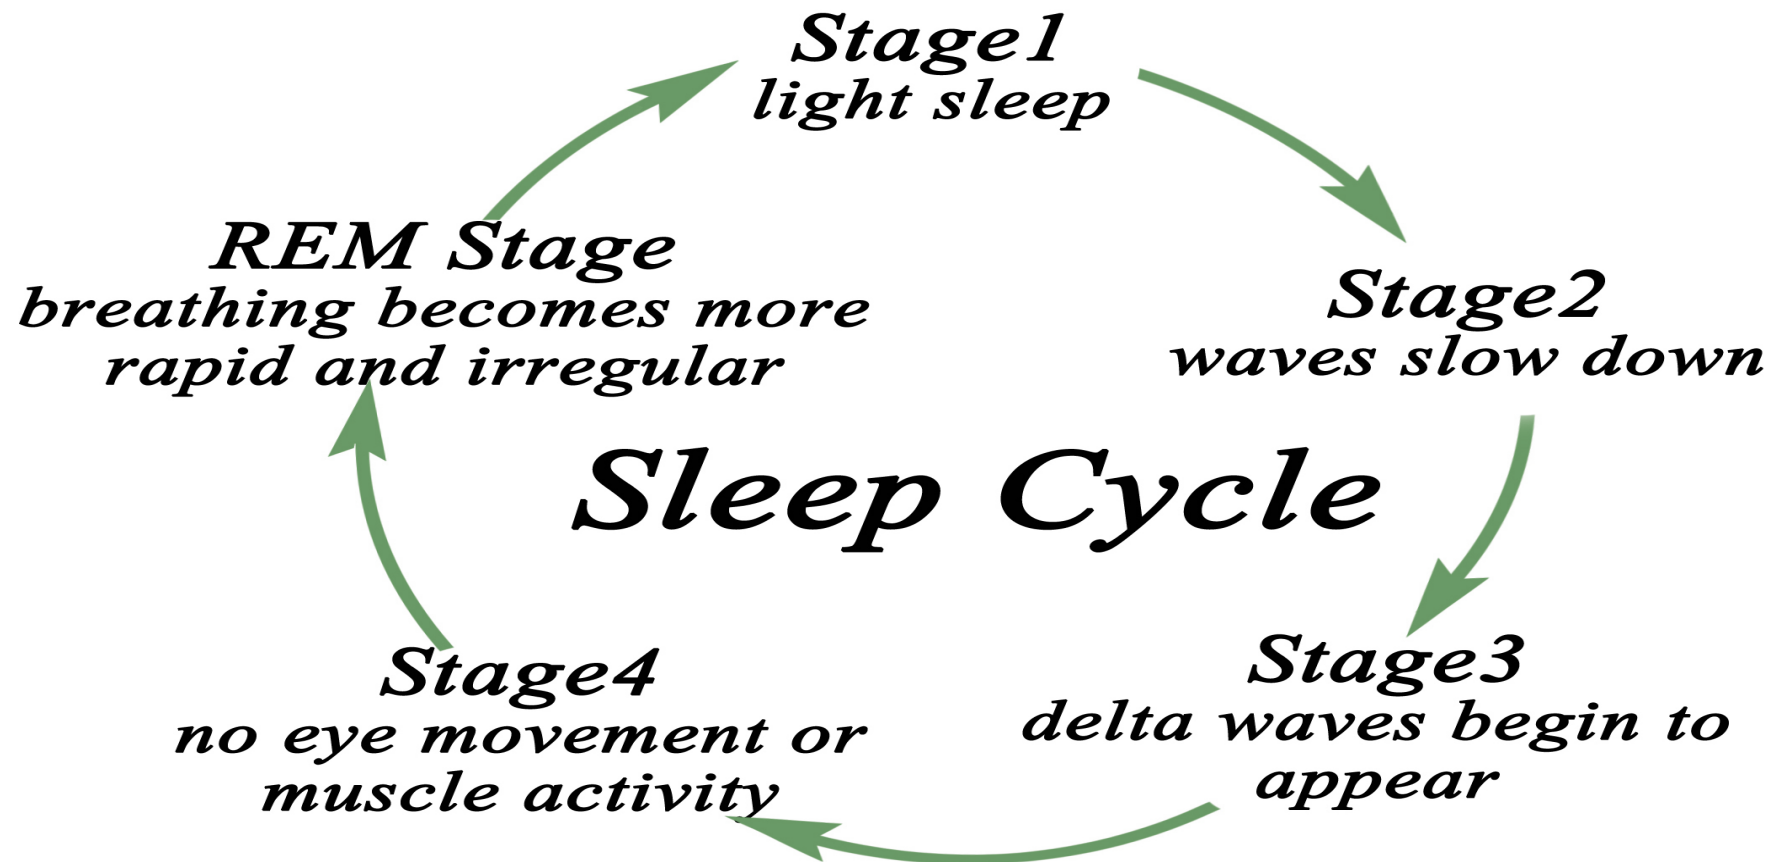 Stage1
light sleep
REM Stage
breathing becomes more
rapid and irregular
Stage2
waves slow down
Sleep Cycle
Stage4
no eye movement or
muscle activity
Stage3
delta waves begin to
appear